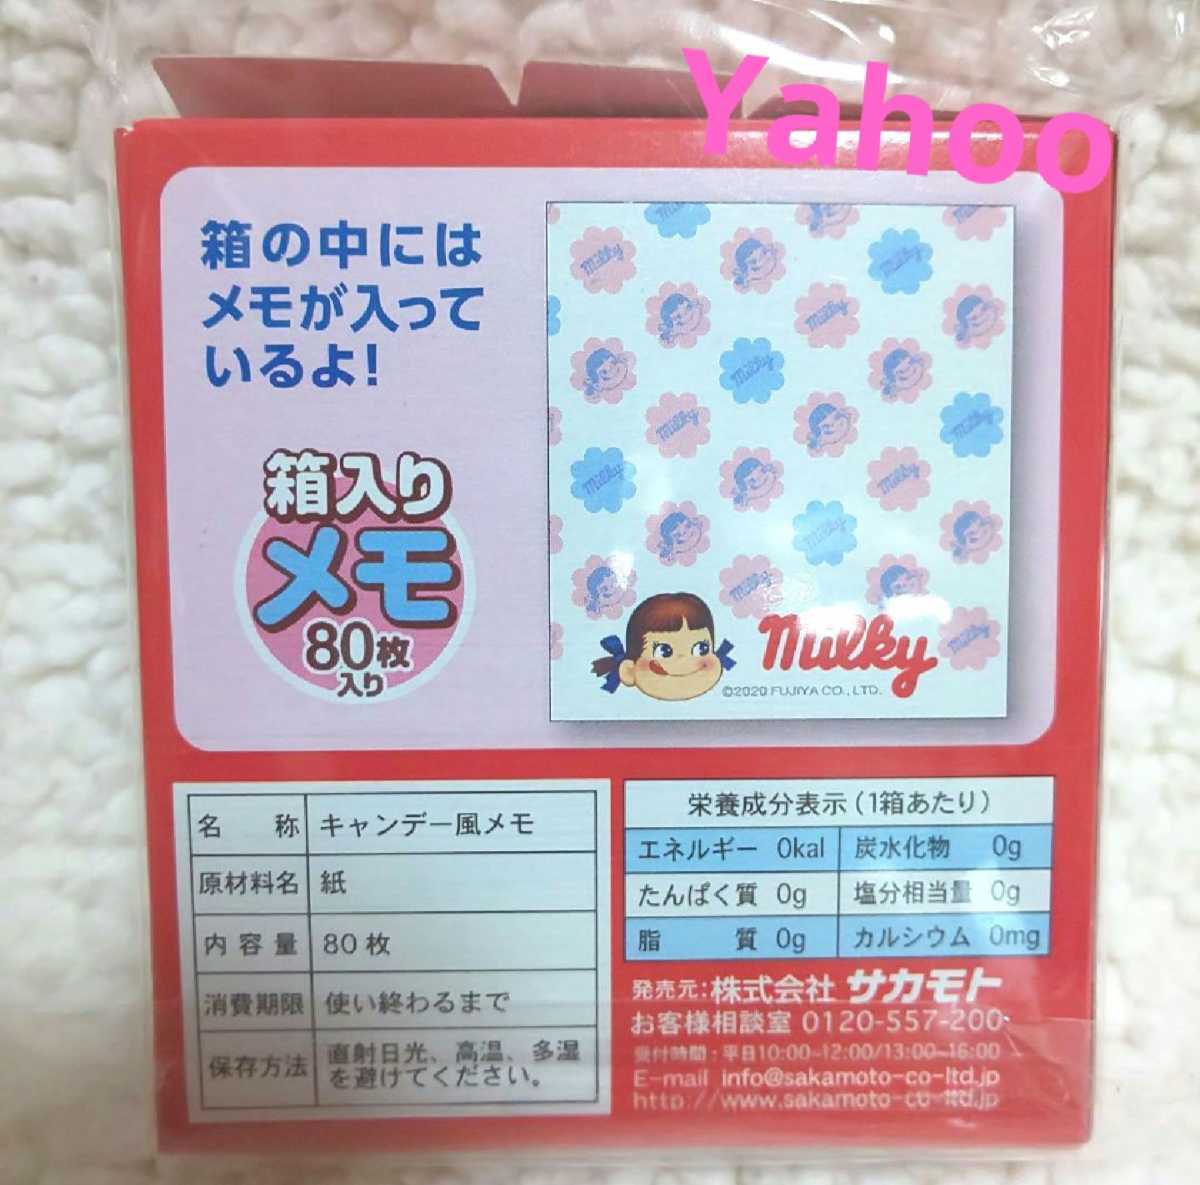 Yahoo
箱の中には
メモが入って
いるよ!
箱入り
メモ
80枚
入り
milky
©2020 FUJIYA CO., LTD.
名 称 キャンデー風メモ
原材料名 紙
内容量 80枚
消費期限 使い終わるまで
保存方法 直射日光、高温、多湿
を避けてください。
栄養成分表示(1箱あたり)
エネルギー 0kal 炭水化物 0g
たんぱく質 0g 塩分相当量 0g
脂 質 0g カルシウム 0mg
発売元:株式会社 サカモト
お客様相談室 0120-557-200
受付時間:平日10:00~12:00/13:00~16:00
E-mail info@sakamoto-co-ltd.jp
http://www.sakamoto-co-ltd.jp